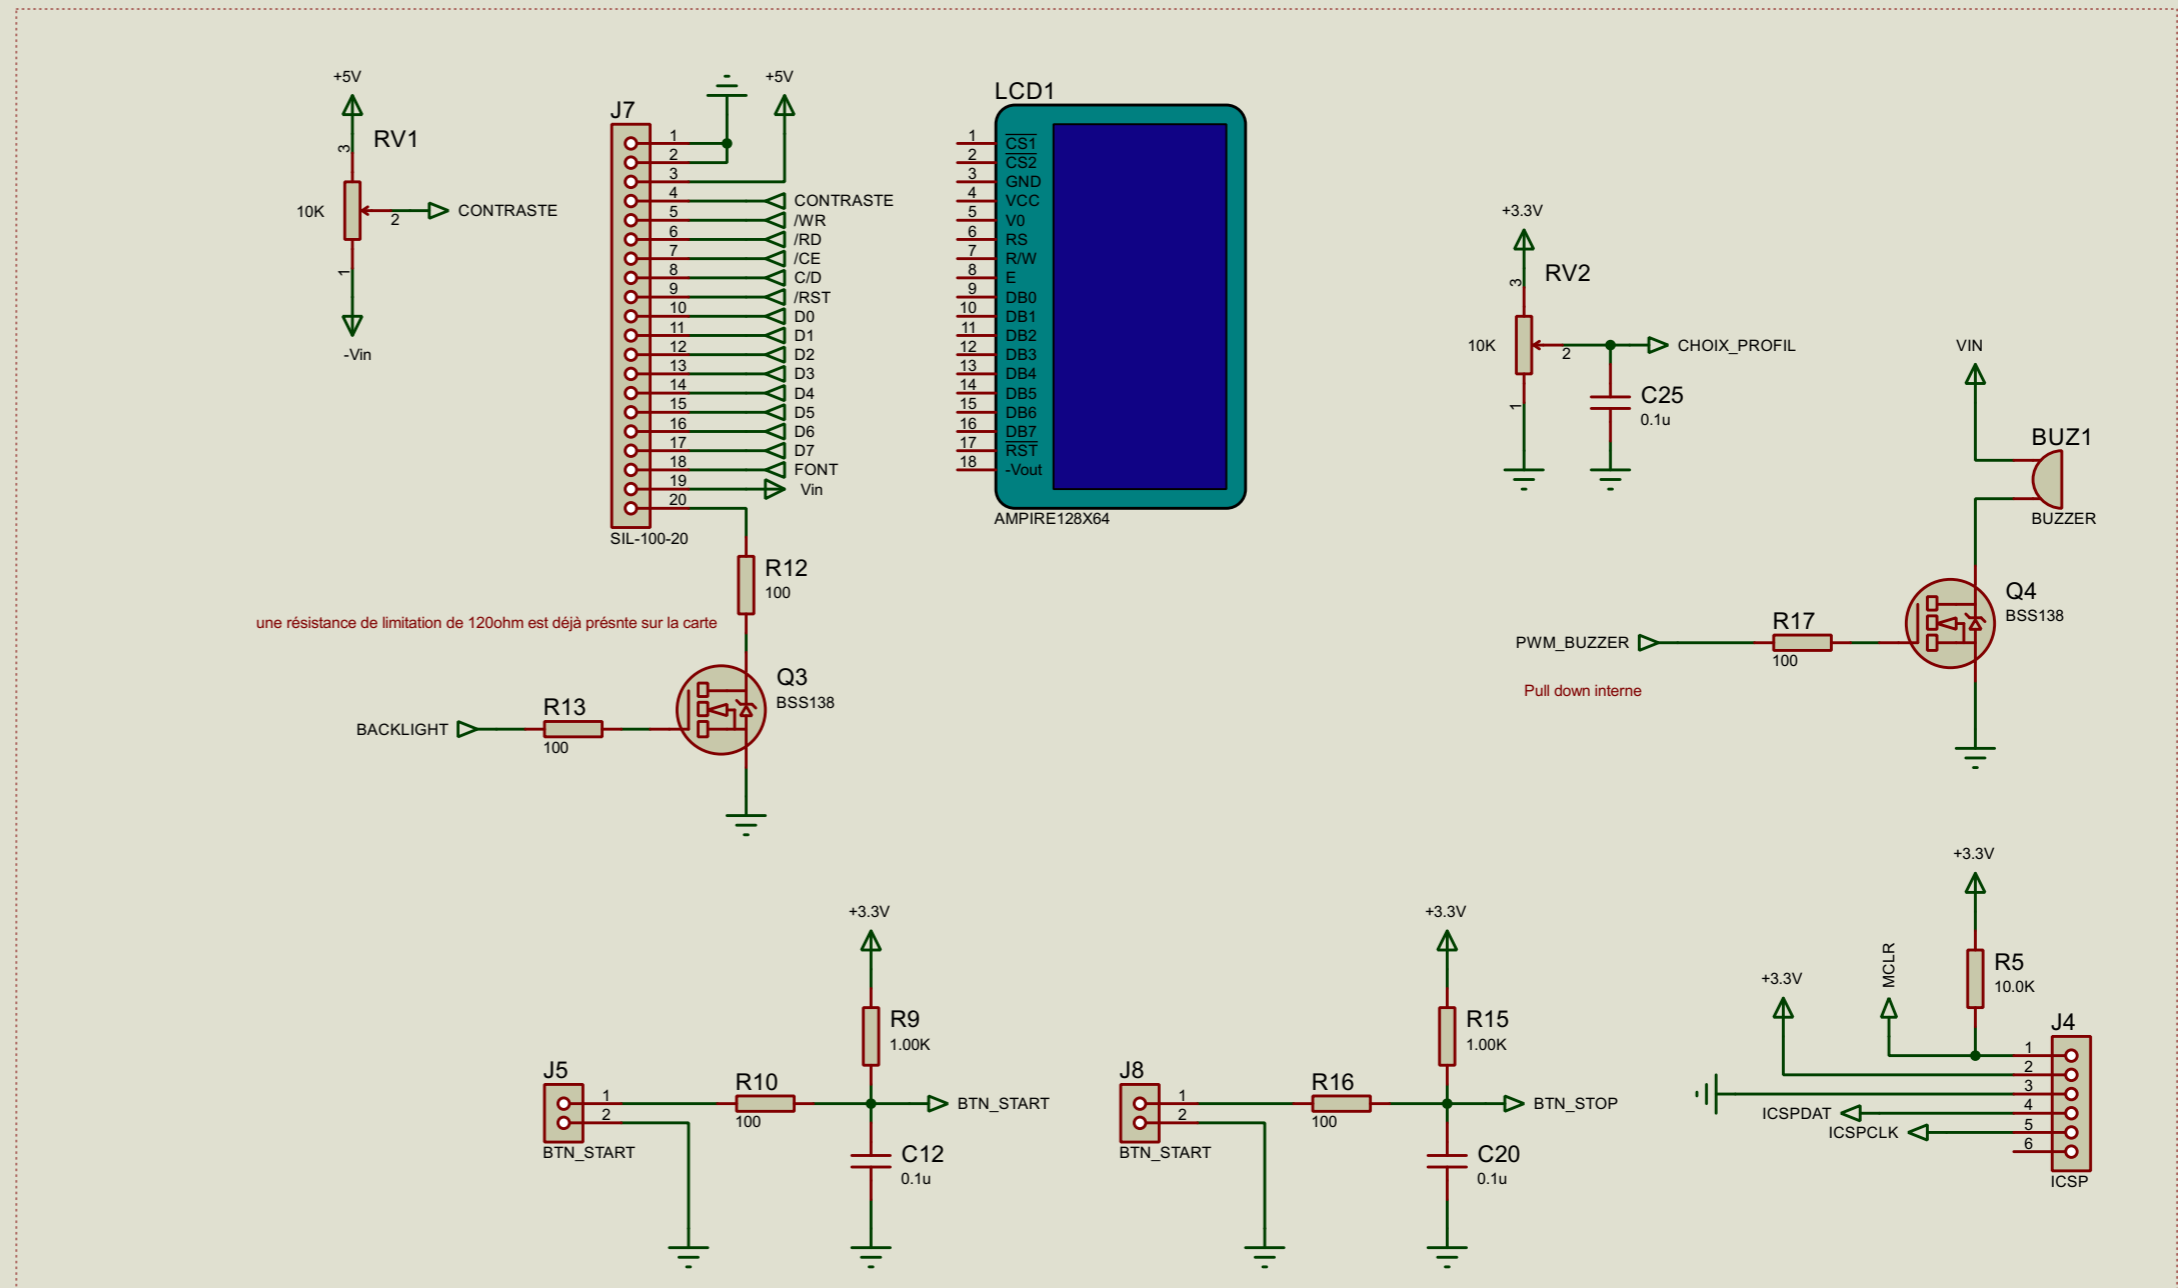 +5V
RV1
3
10K
2
CONTRASTE
1
-Vin
J7
+5V
1
2
3
4
CONTRASTE
5
/WR
6
/RD
7
/CE
8
C/D
9
/RST
10
D0
11
D1
12
D2
13
D3
14
D4
15
D5
16
D6
17
D7
18
FONT
19
Vin
20
SIL-100-20
LCD1
1
CS1
2
CS2
3
GND
4
VCC
5
V0
6
RS
7
R/W
8
E
9
DB0
10
DB1
11
DB2
12
DB3
13
DB4
14
DB5
15
DB6
16
DB7
17
RST
18
-Vout
AMPIRE128X64
+3.3V
RV2
3
10K
2
CHOIX_PROFIL
1
C25
0.1u
VIN
BUZ1
BUZZER
R12
100
une résistance de limitation de 120ohm est déjà présnte sur la carte
Q3
BSS138
R13
BACKLIGHT
100
Q4
BSS138
R17
PWM_BUZZER
100
Pull down interne
+3.3V
R9
1.00K
J5
1
2
R10
100
BTN_START
BTN_START
C12
0.1u
+3.3V
R15
1.00K
J8
1
2
R16
100
BTN_STOP
BTN_START
C20
0.1u
+3.3V
R5
10.0K
+3.3V
MCLR
J4
1
2
3
4
ICSPDAT
5
ICSPCLK
6
ICSP